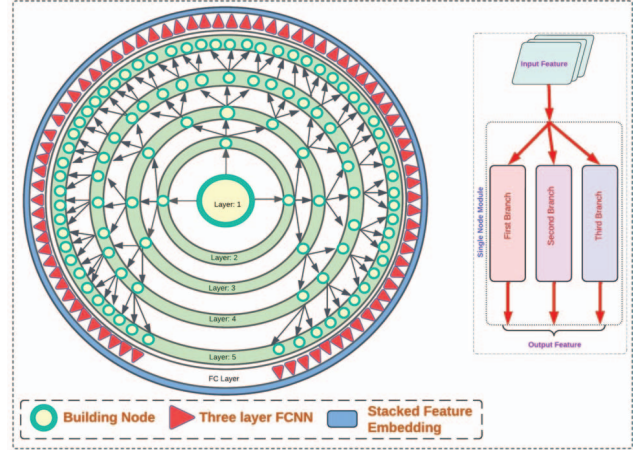 Layer: 1
Layer: 2
Layer: 3
Layer: 4
Layer: 5
FC Layer
Input Feature
Single Node Module
First Branch
Second Branch
Third Branch
Output Feature
Building Node
Three layer FCNN
Stacked Feature
Embedding